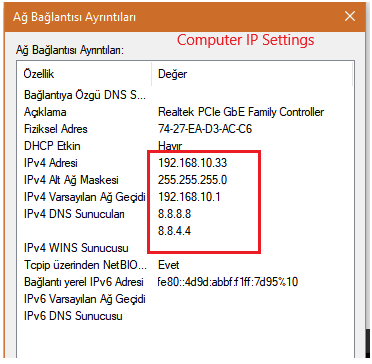 Ağ Bağlantısı Ayrıntıları
Computer IP Settings
Ağ Bağlantısı Ayrıntıları:
Özellik Değer
Bağlantıya Özgü DNS S...
Açıklama Realtek PCIe GbE Family Controller
Fiziksel Adres 74-27-EA-D3-AC-C6
DHCP Etkin Hayır
IPv4 Adresi 192.168.10.33
IPv4 Alt Ağ Maskesi 255.255.255.0
IPv4 Varsayılan Ağ Geçidi 192.168.10.1
IPv4 DNS Sunucuları 8.8.8.8
8.8.4.4
IPv4 WINS Sunucusu
Tcpip üzerinden NetBIO... Evet
Bağlantı yerel IPv6 Adresi fe80::4d9d:abbf:f1ff:7d95%10
IPv6 Varsayılan Ağ Geçidi
IPv6 DNS Sunucusu